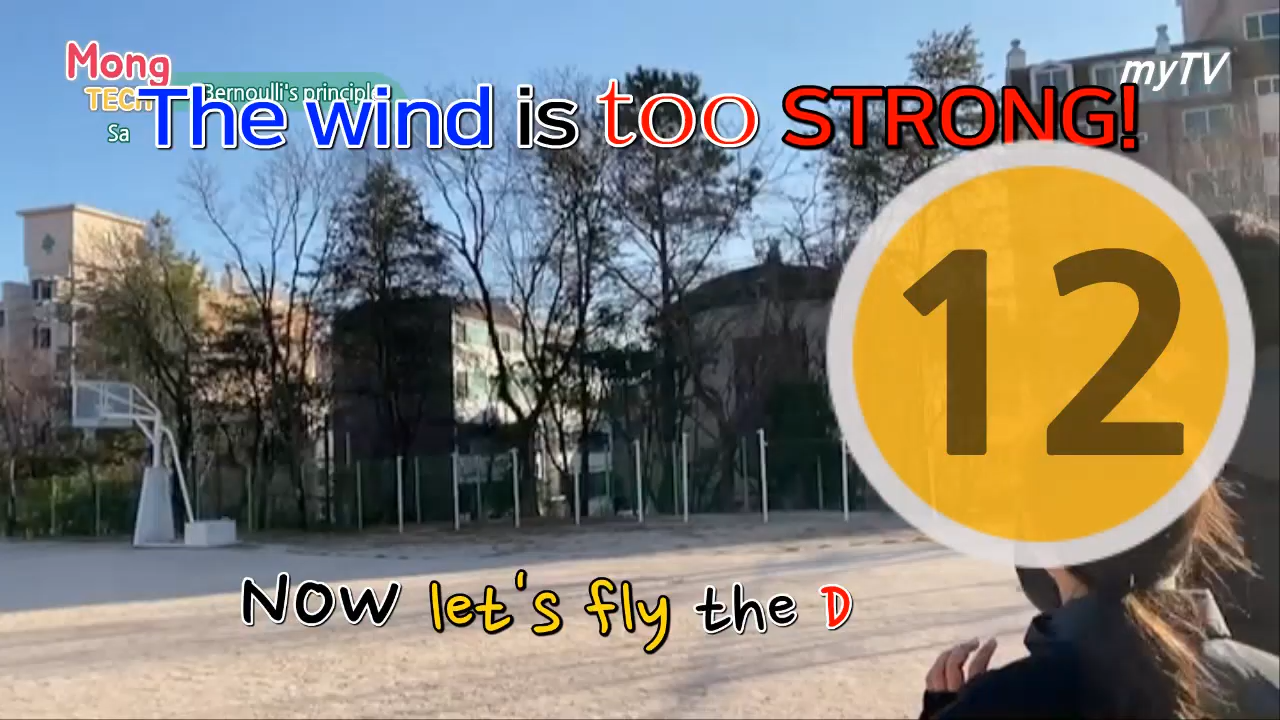 Mong
TECH
Bernoulli's principle
Sa
myTV
The wind is too STRONG!
12
Now let's fly the D